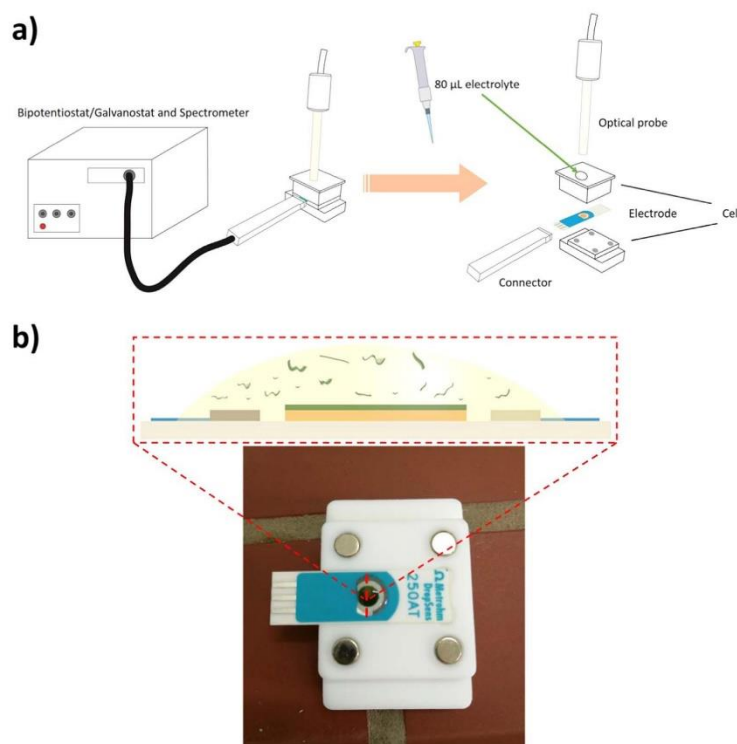 a)
Bipotentiostat/Galvanostat and Spectrometer
80 µL electrolyte
Optical probe
Electrode
Cel
Connector
b)
Metrohm
DropSens
250AT